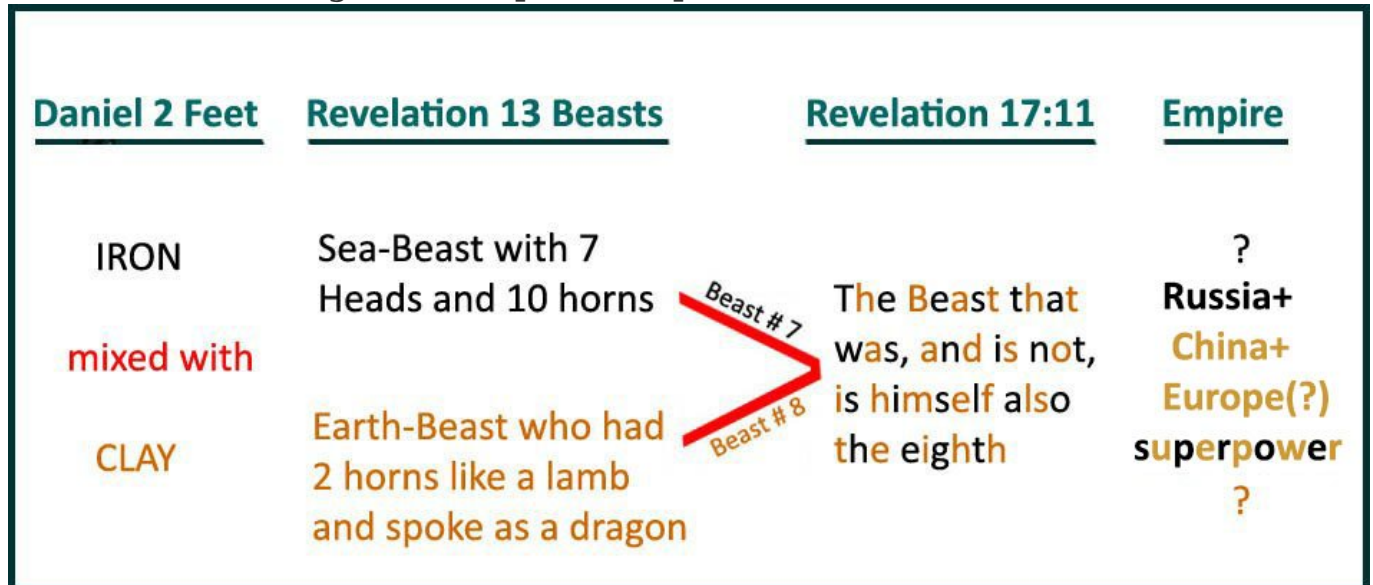 Daniel 2 Feet
Revelation 13 Beasts
Revelation 17:11
Empire
IRON
mixed with
CLAY
Sea-Beast with 7
Heads and 10 horns
Earth-Beast who had
2 horns like a lamb
and spoke as a dragon
Beast # 7
Beast # 8
The Beast that
was, and is not,
is himself also
the eighth
?
Russia+
China+
Europe(?)
superpower
?